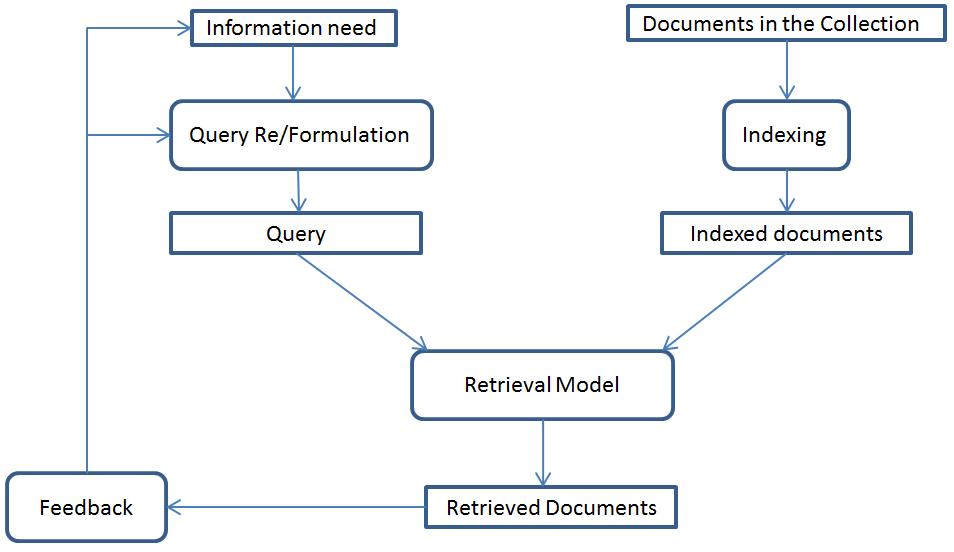 Information need
Documents in the Collection
Query Re/Formulation
Indexing
Query
Indexed documents
Retrieval Model
Feedback
Retrieved Documents